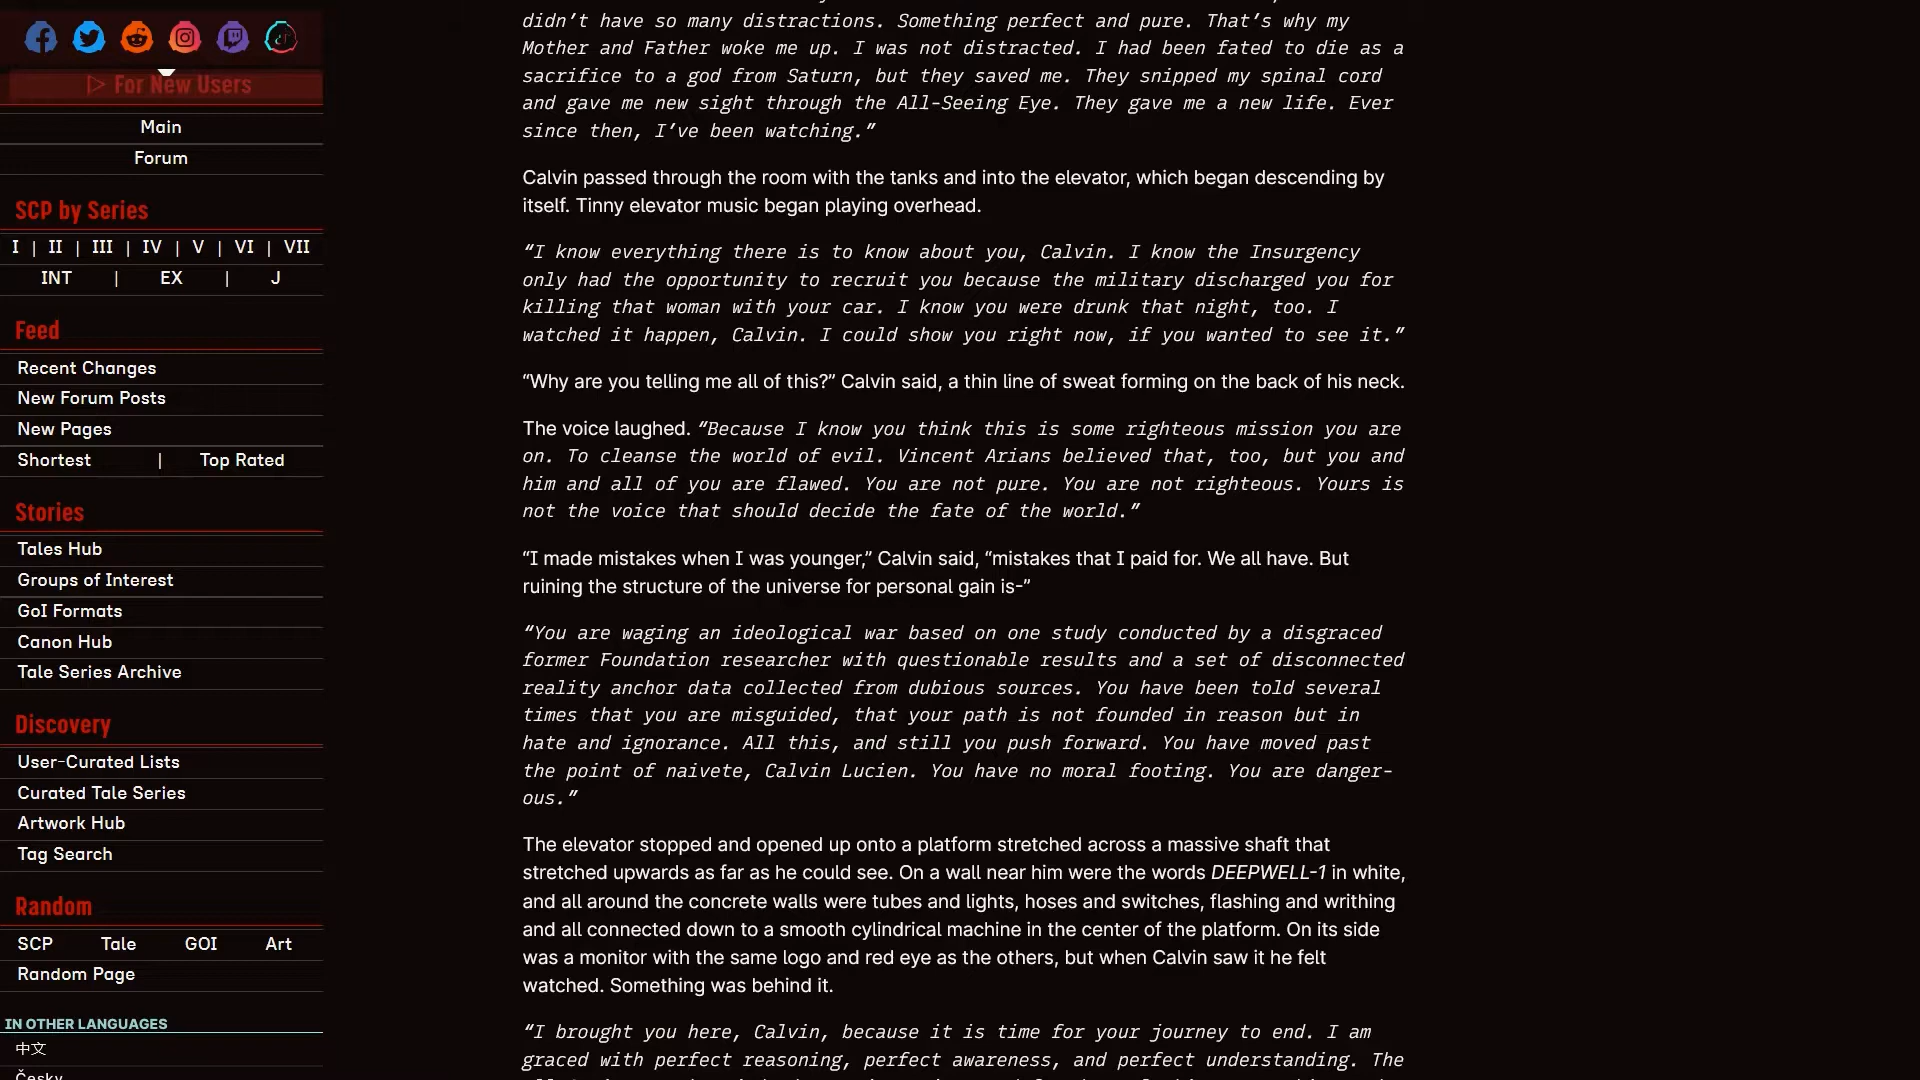 ▷ For New Users
Main
Forum
SCP by Series
I | II | III | IV | V | VI | VII
INT | EX | J
Feed
Recent Changes
New Forum Posts
New Pages
Shortest | Top Rated
Stories
Tales Hub
Groups of Interest
GoI Formats
Canon Hub
Tale Series Archive
Discovery
User-Curated Lists
Curated Tale Series
Artwork Hub
Tag Search
Random
SCP Tale GOI Art
Random Page
IN OTHER LANGUAGES
中文
Česky
didn’t have so many distractions. Something perfect and pure. That’s why my
Mother and Father woke me up. I was not distracted. I had been fated to die as a
sacrifice to a god from Saturn, but they saved me. They snipped my spinal cord
and gave me new sight through the All-Seeing Eye. They gave me a new life. Ever
since then, I’ve been watching.”
Calvin passed through the room with the tanks and into the elevator, which began descending by
itself. Tinny elevator music began playing overhead.
“I know everything there is to know about you, Calvin. I know the Insurgency
only had the opportunity to recruit you because the military discharged you for
killing that woman with your car. I know you were drunk that night, too. I
watched it happen, Calvin. I could show you right now, if you wanted to see it.”
“Why are you telling me all of this?” Calvin said, a thin line of sweat forming on the back of his neck.
The voice laughed. “Because I know you think this is some righteous mission you are
on. To cleanse the world of evil. Vincent Arians believed that, too, but you and
him and all of you are flawed. You are not pure. You are not righteous. Yours is
not the voice that should decide the fate of the world.”
“I made mistakes when I was younger,” Calvin said, “mistakes that I paid for. We all have. But
ruining the structure of the universe for personal gain is-”
“You are waging an ideological war based on one study conducted by a disgraced
former Foundation researcher with questionable results and a set of disconnected
reality anchor data collected from dubious sources. You have been told several
times that you are misguided, that your path is not founded in reason but in
hate and ignorance. All this, and still you push forward. You have moved past
the point of naivete, Calvin Lucien. You have no moral footing. You are danger-
ous.”
The elevator stopped and opened up onto a platform stretched across a massive shaft that
stretched upwards as far as he could see. On a wall near him were the words DEEPWELL-1 in white,
and all around the concrete walls were tubes and lights, hoses and switches, flashing and writhing
and all connected down to a smooth cylindrical machine in the center of the platform. On its side
was a monitor with the same logo and red eye as the others, but when Calvin saw it he felt
watched. Something was behind it.
“I brought you here, Calvin, because it is time for your journey to end. I am
graced with perfect reasoning, perfect awareness, and perfect understanding. The